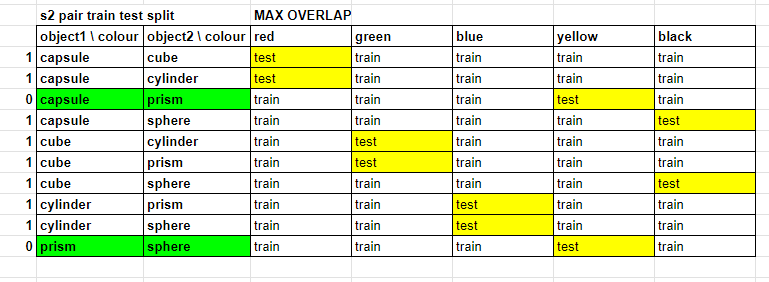 s2 pair train test split MAX OVERLAP
object1 \ colour object2 \ colour red green blue yellow black
1 capsule cube test train train train train
1 capsule cylinder test train train train train
0 capsule prism train train train test train
1 capsule sphere train train train train test
1 cube cylinder train test train train train
1 cube prism train test train train train
1 cube sphere train train train train test
1 cylinder prism train train test train train
1 cylinder sphere train train test train train
0 prism sphere train train train test train